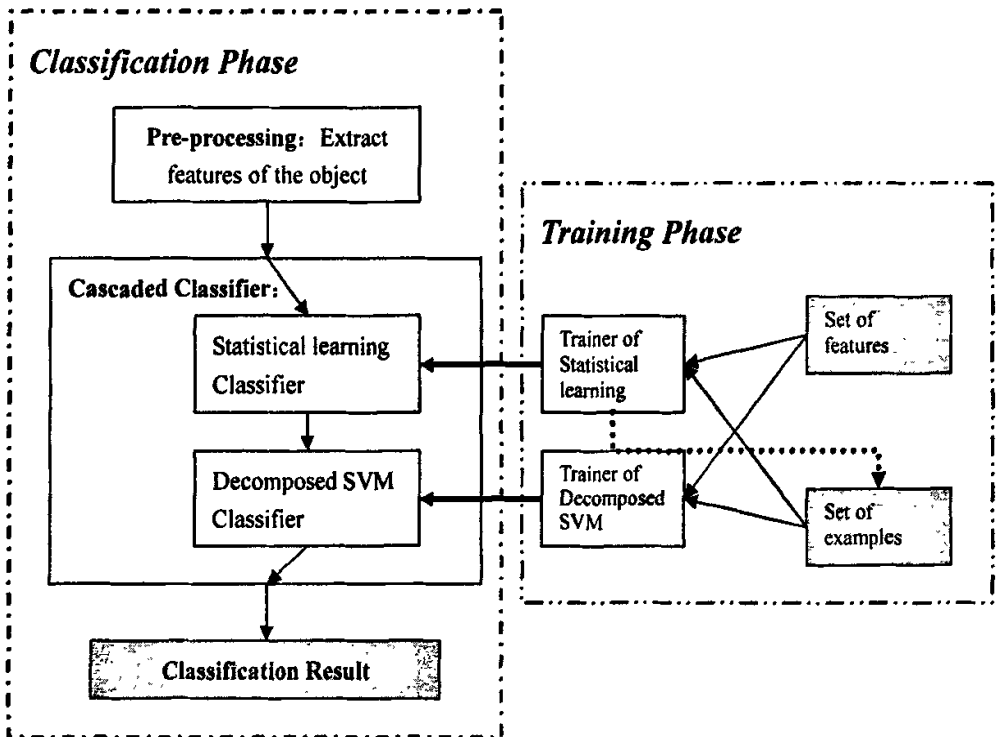 Classification Phase
Pre-processing: Extract
features of the object
Cascaded Classifier:
Statistical learning
Classifier
Decomposed SVM
Classifier
Classification Result
Training Phase
Trainer of
Statistical
learning
Set of
features
Trainer of
Decomposed
SVM
Set of
examples